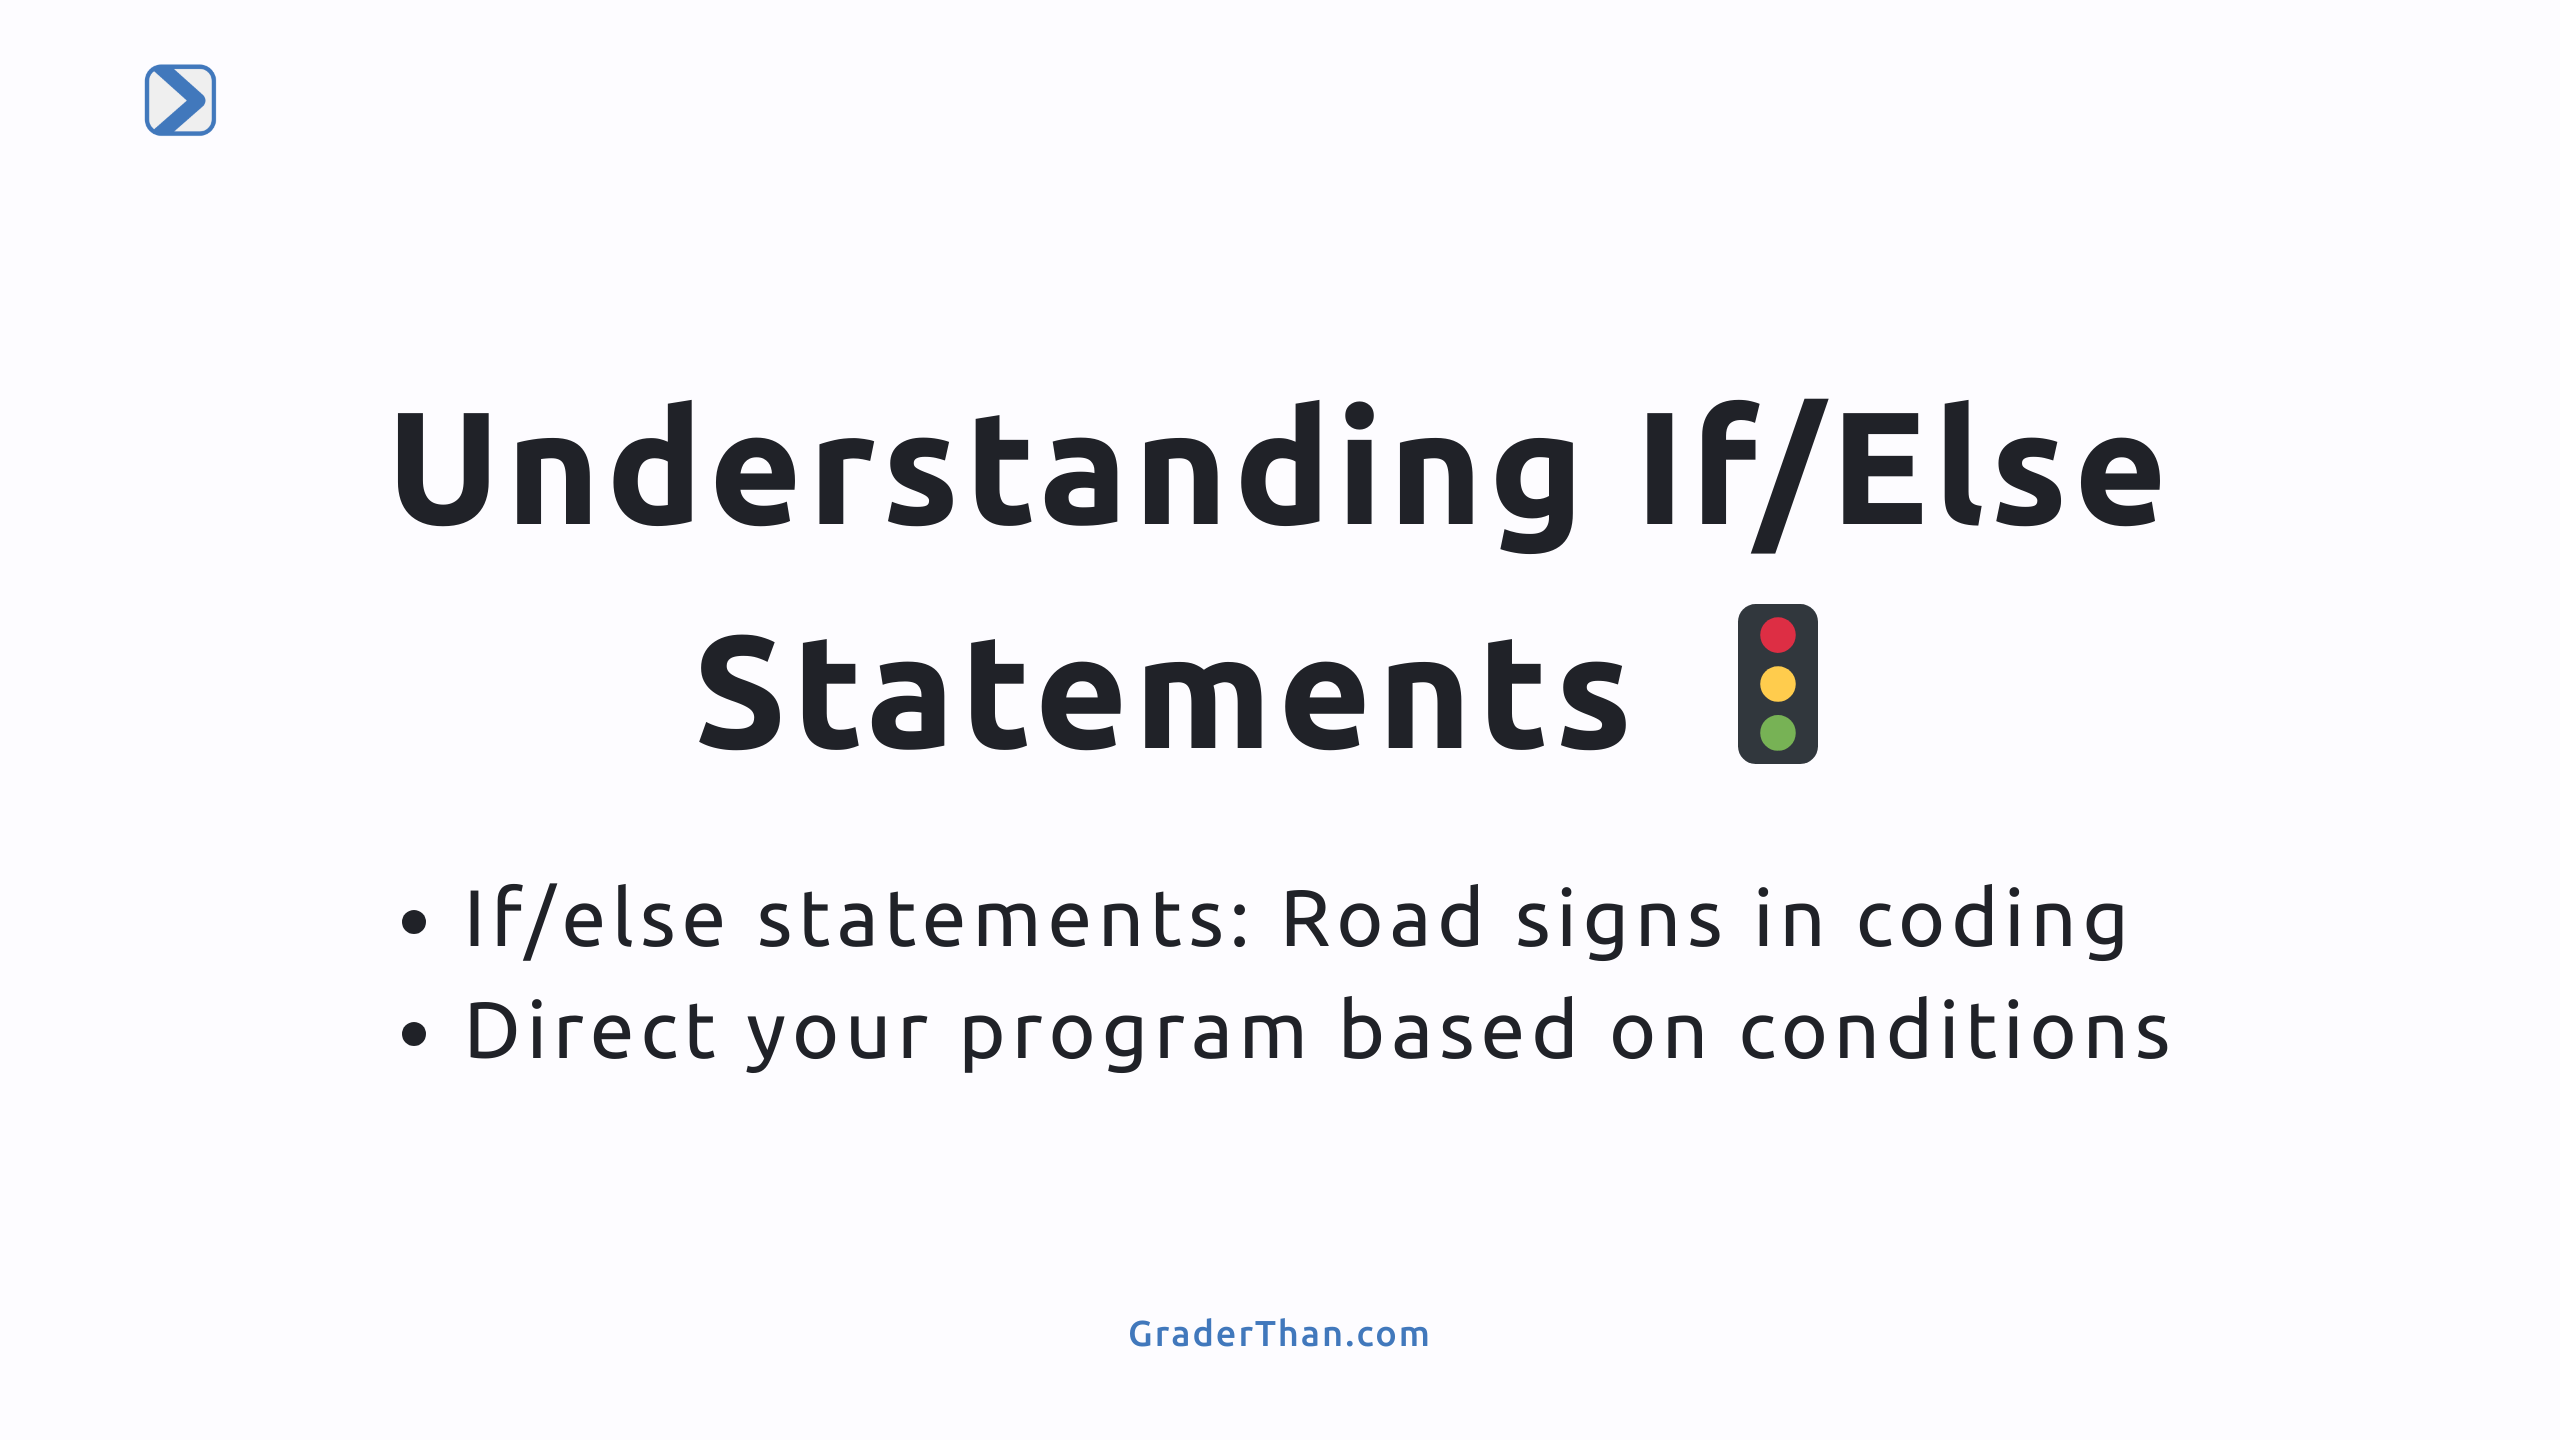 Understanding If/Else
Statements 🚦
• If/else statements: Road signs in coding
• Direct your program based on conditions
GraderThan.com